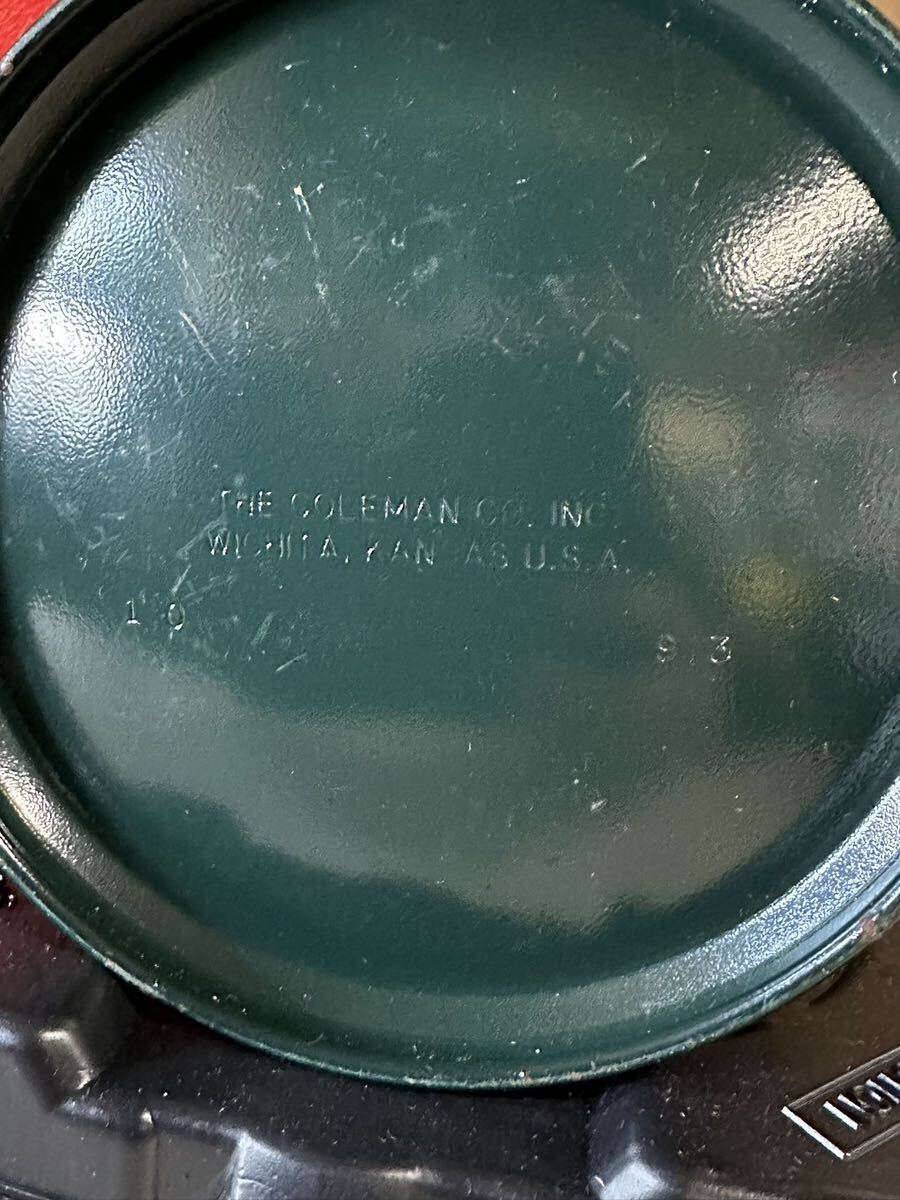 THE COLEMAN CO. INC.
WICHITA, KANSAS U.S.A.
10
93